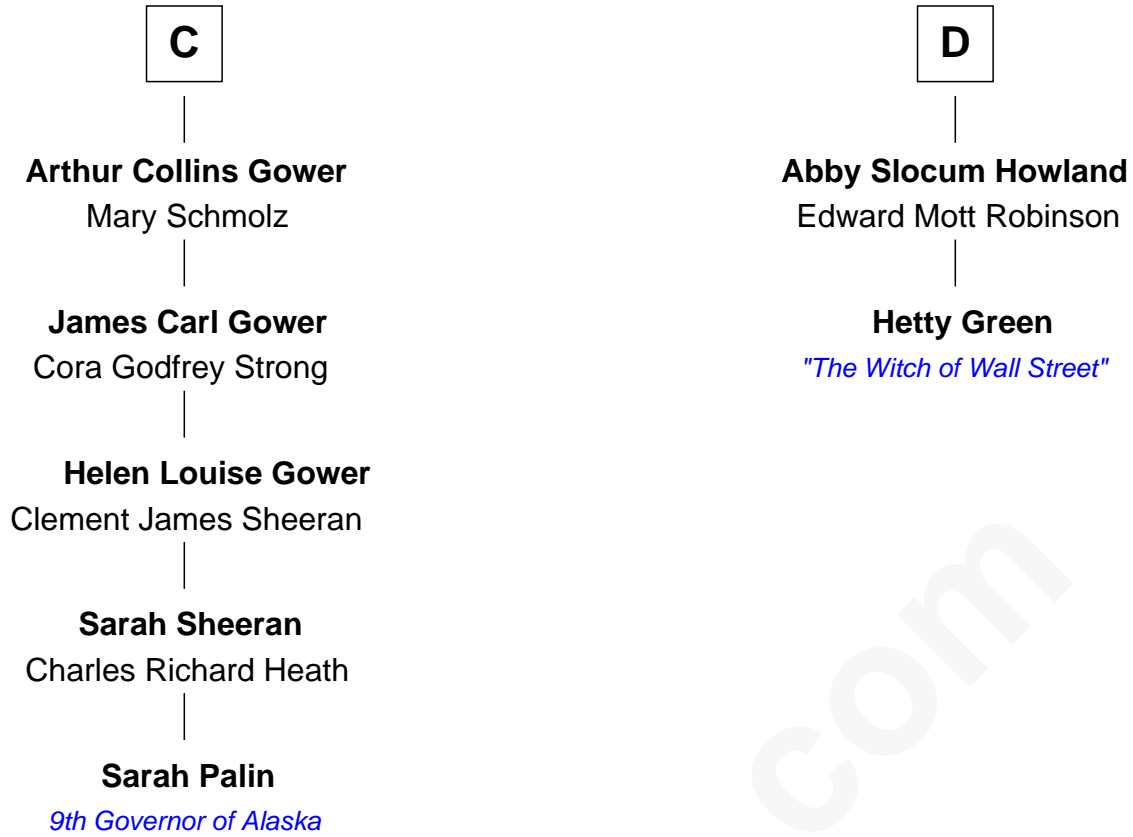 C
Arthur Collins Gower
Mary Schmolz
James Carl Gower
Cora Godfrey Strong
Helen Louise Gower
Clement James Sheeran
Sarah Sheeran
Charles Richard Heath
Sarah Palin
9th Governor of Alaska
D
Abby Slocum Howland
Edward Mott Robinson
Hetty Green
"The Witch of Wall Street"
com